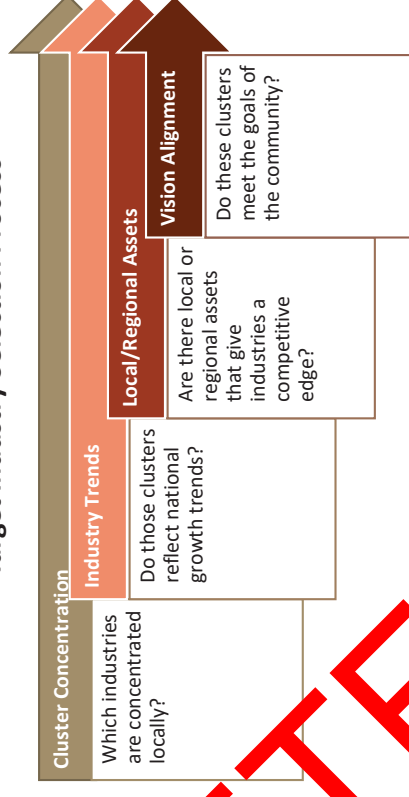 Cluster Concentration
Which industries
are concentrated
locally?
Industry Trends
Do those clusters
reflect national
growth trends?
Local/Regional Assets
Are there local or
regional assets
that give
industries a
competitive
edge?
Vision Alignment
Do these clusters
meet the goals of
the community?
TE